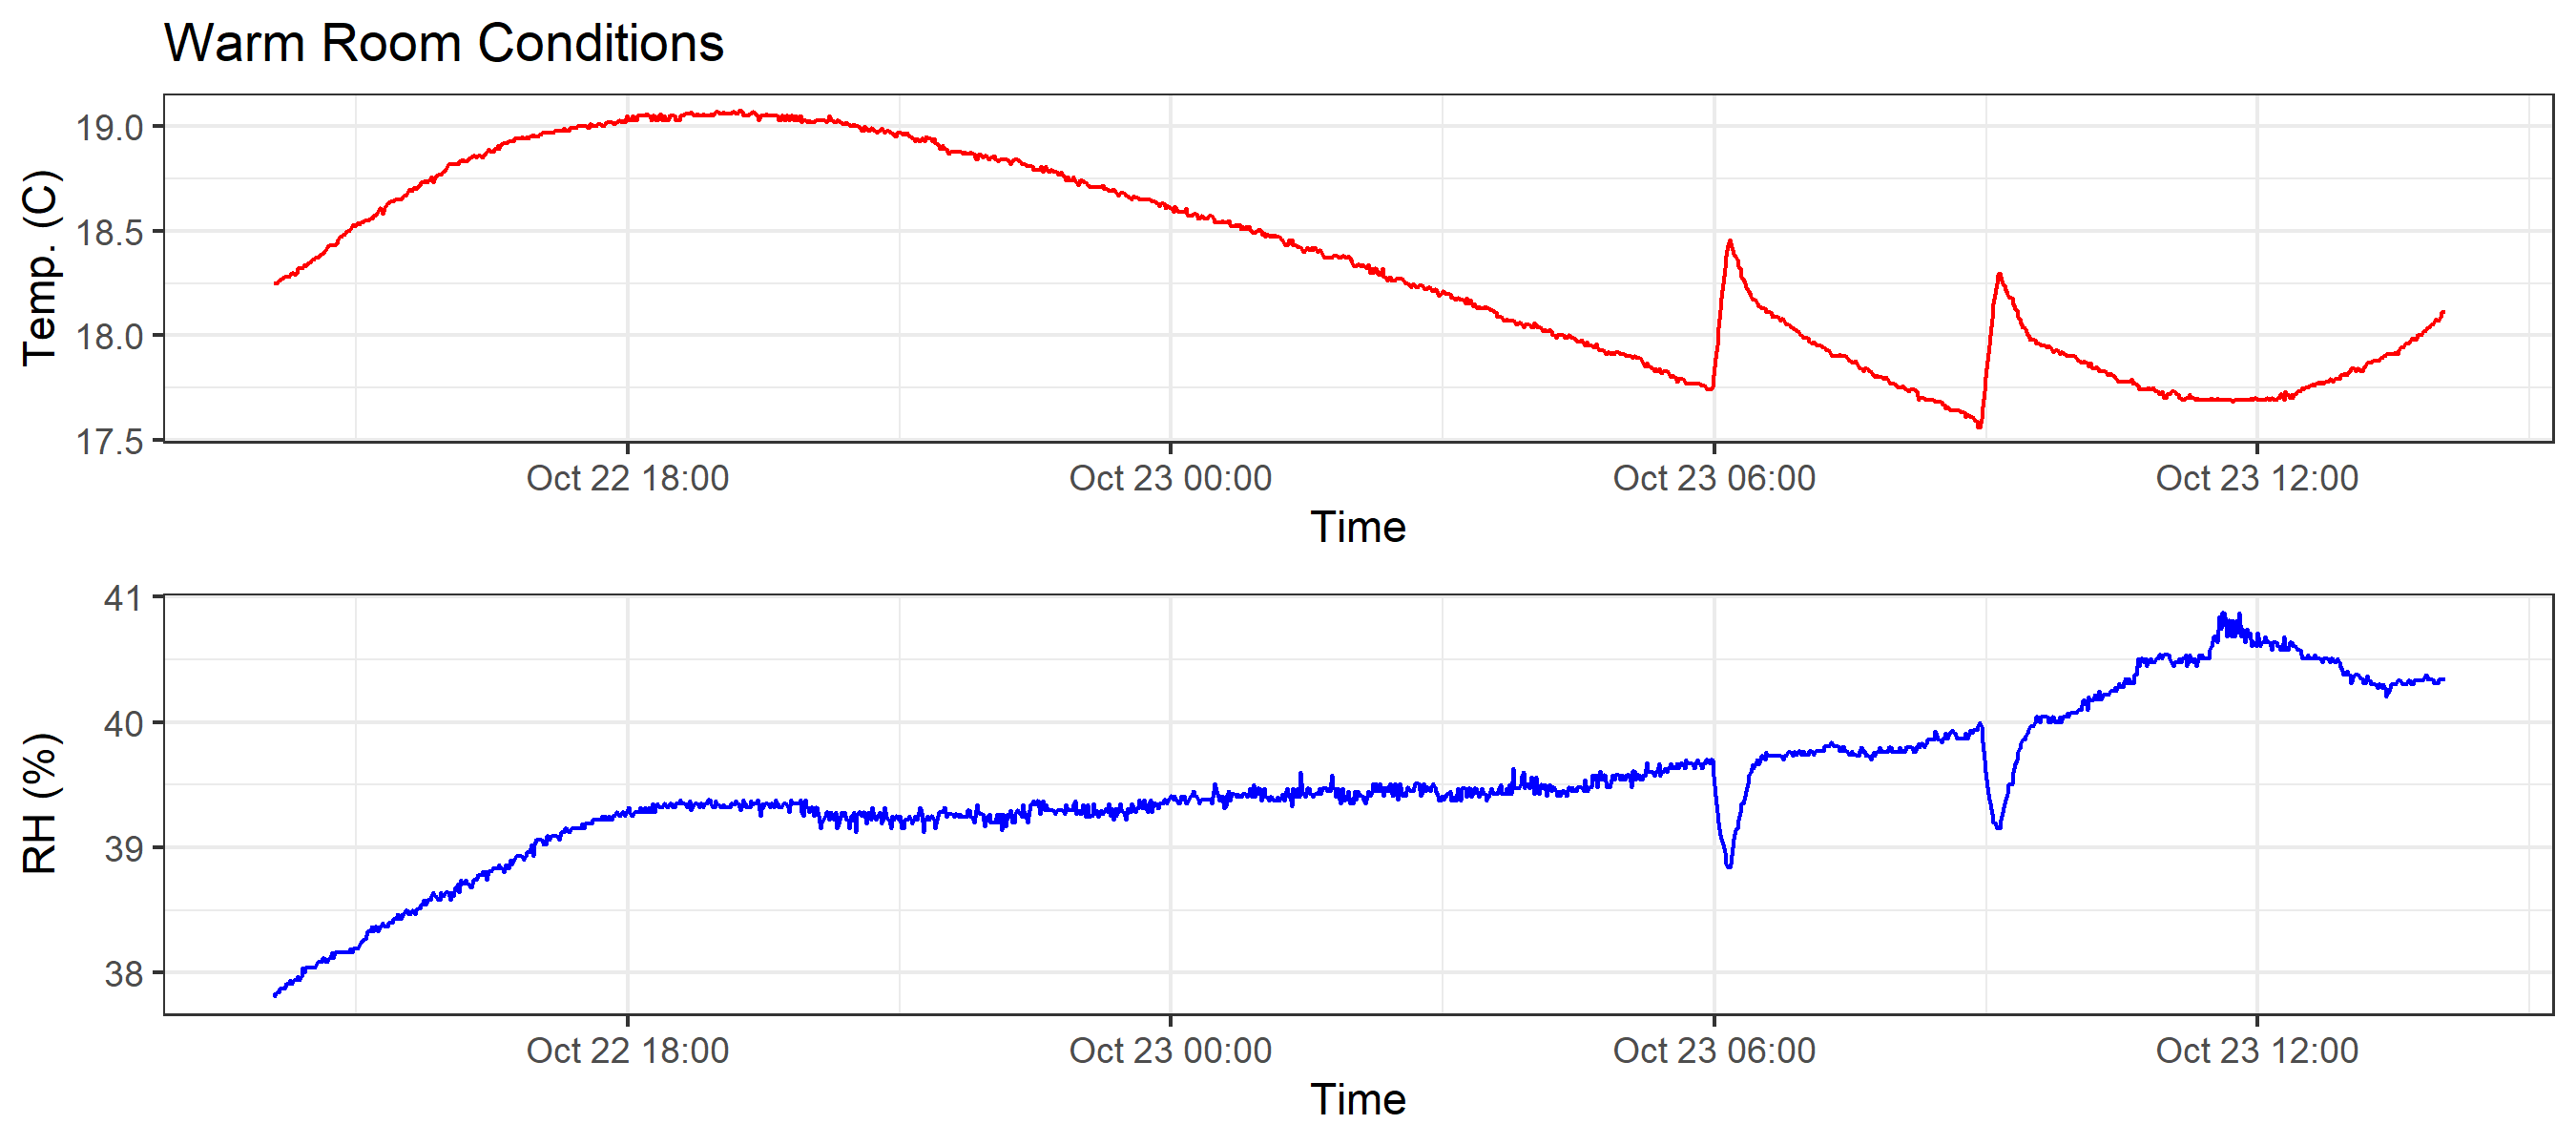 Warm Room Conditions
Temp. (C)
19.0
18.5
18.0
17.5
Oct 22 18:00 Oct 23 00:00 Oct 23 06:00 Oct 23 12:00
Time
RH (%)
41
40
39
38
Oct 22 18:00 Oct 23 00:00 Oct 23 06:00 Oct 23 12:00
Time